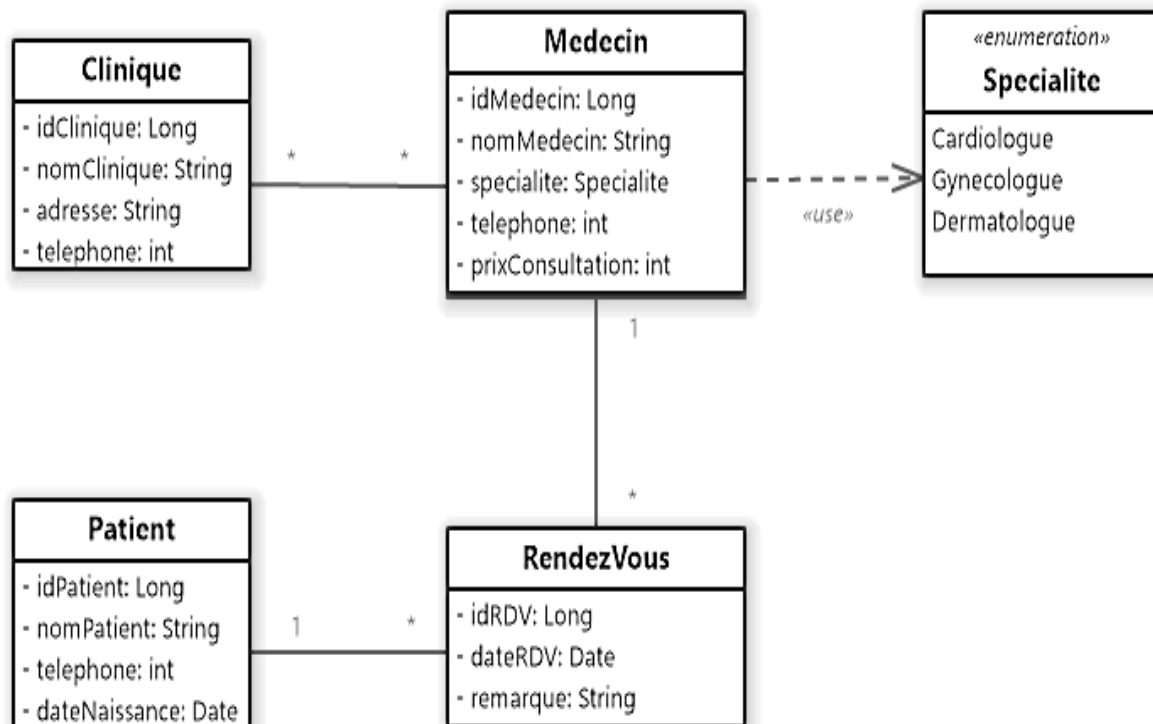 Clinique
- idClinique: Long
- nomClinique: String
- adresse: String
- telephone: int
*
*
Medecin
- idMedecin: Long
- nomMedecin: String
- specialite: Specialite
- telephone: int
- prixConsultation: int
«use»
«enumeration»
Specialite
Cardiologue
Gynecologue
Dermatologue
1
*
Patient
- idPatient: Long
- nomPatient: String
- telephone: int
- dateNaissance: Date
1
*
RendezVous
- idRDV: Long
- dateRDV: Date
- remarque: String